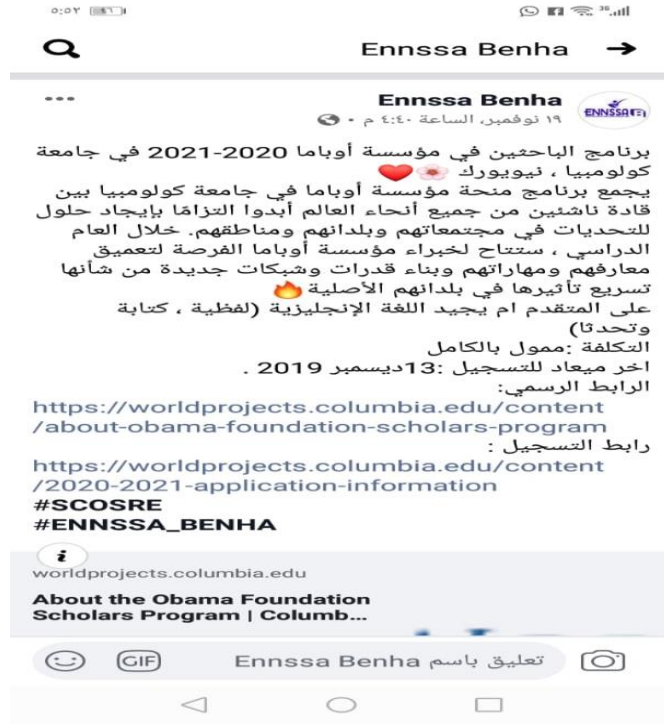 ٥:٥٢
36
Ennssa Benha
Ennssa Benha
ENNSSA
١٩ نوفمبر، الساعة ٤:٤٠ م ·
برنامج الباحثين في مؤسسة أوباما 2020-2021 في جامعة
كولومبيا ، نيويورك 🌸❤️
يجمع برنامج منحة مؤسسة أوباما في جامعة كولومبيا بين
قادة ناشئين من جميع أنحاء العالم أبدوا التزامًا بإيجاد حلول
للتحديات في مجتمعاتهم وبلدانهم ومناطقهم. خلال العام
الدراسي ، ستتاح لخبراء مؤسسة أوباما الفرصة لتعميق
معارفهم ومهاراتهم وبناء قدرات وشبكات جديدة من شأنها
تسريع تأثيرها في بلدانهم الأصلية 🔥
على المتقدم ام يجيد اللغة الإنجليزية (لفظية ، كتابة
وتحدثا)
التكلفة :ممول بالكامل
اخر ميعاد للتسجيل :13ديسمبر 2019 .
الرابط الرسمي:
https://worldprojects.columbia.edu/content
/about-obama-foundation-scholars-program
رابط التسجيل :
https://worldprojects.columbia.edu/content
/2020-2021-application-information
#SCOSRE
#ENNSSA_BENHA
i
worldprojects.columbia.edu
About the Obama Foundation
Scholars Program | Columb...
GIF
تعليق باسم Ennssa Benha